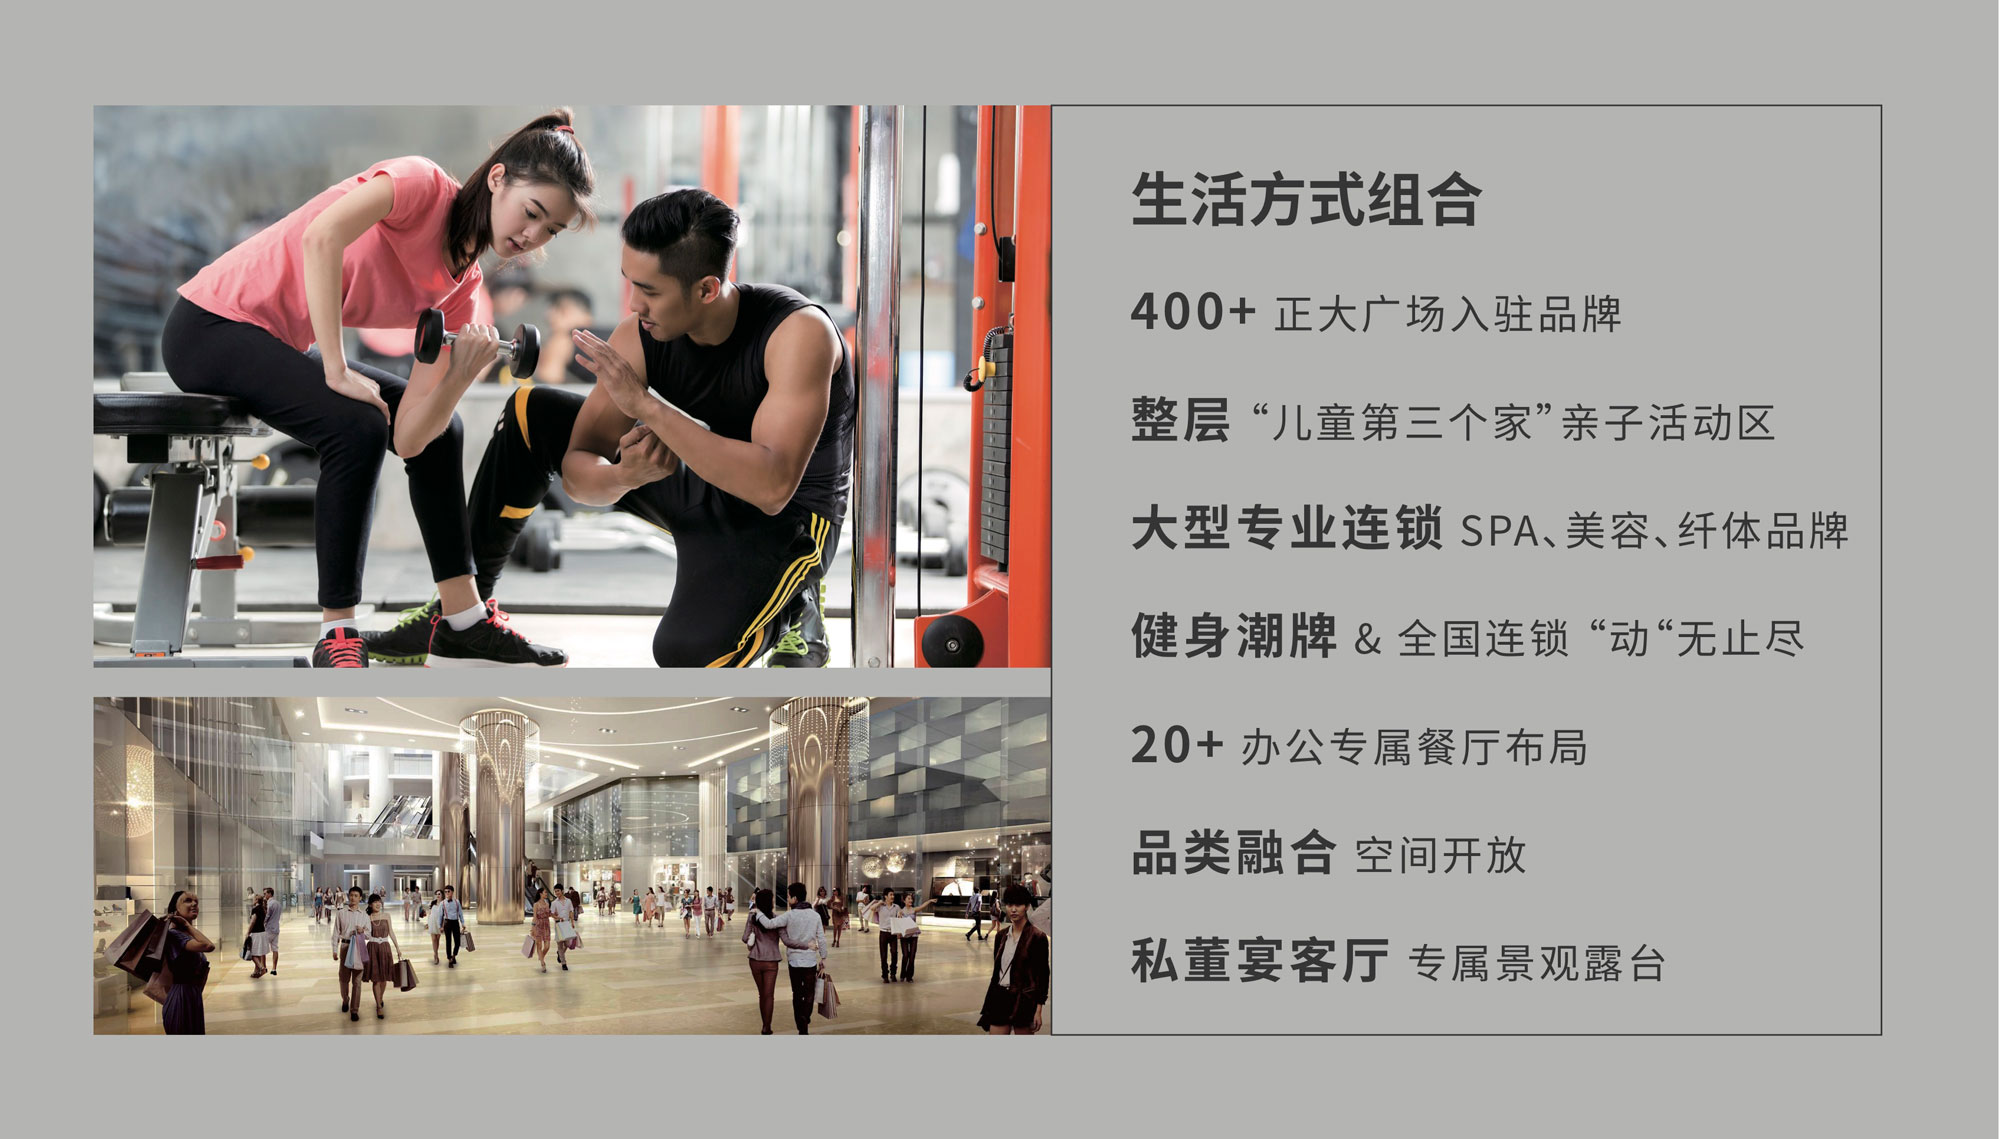 生活方式组合
400+ 正大广场入驻品牌
整层 “儿童第三个家”亲子活动区
大型专业连锁 SPA、美容、纤体品牌
健身潮牌 & 全国连锁 “动“无止尽
20+ 办公专属餐厅布局
品类融合 空间开放
私董宴客厅 专属景观露台